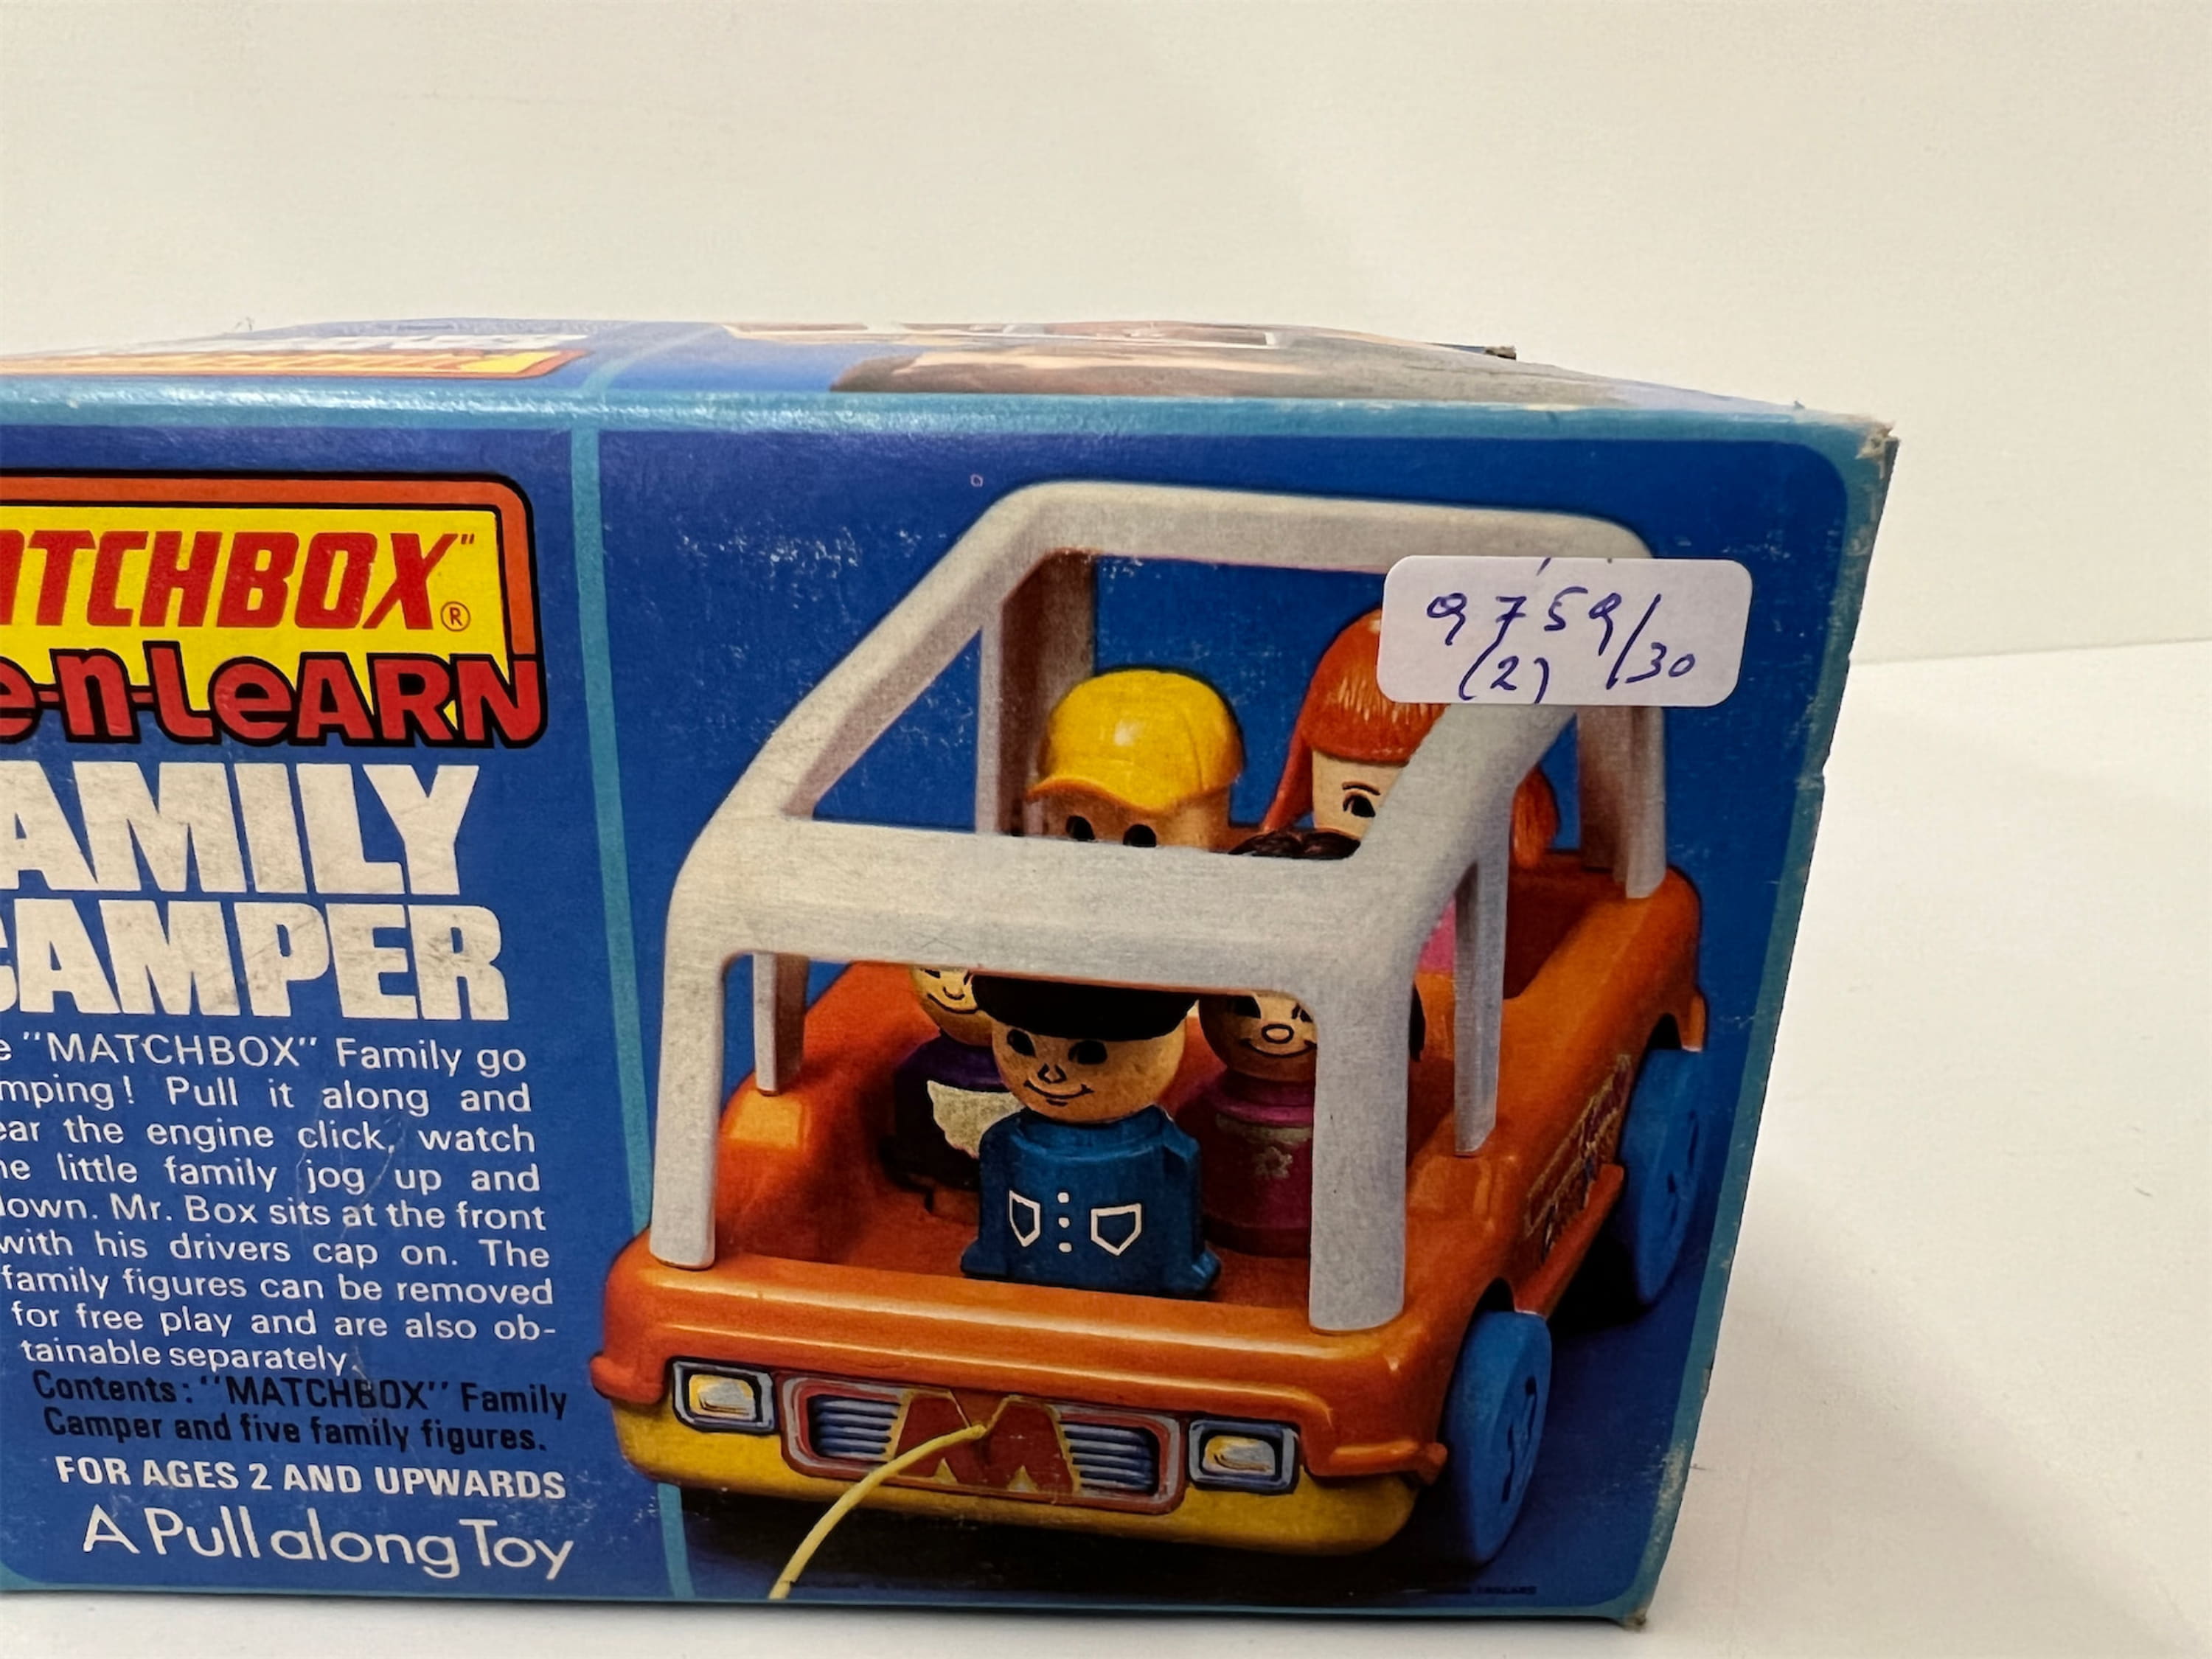 ATCHBOX"®
e-n-LeARN
AMILY
CAMPER
e "MATCHBOX" Family go
mping! Pull it along and
ear the engine click, watch
he little family jog up and
down. Mr. Box sits at the front
with his drivers cap on. The
family figures can be removed
for free play and are also ob-
tainable separately.
Contents: "MATCHBOX" Family
Camper and five family figures.
FOR AGES 2 AND UPWARDS
A Pull along Toy
9759/30
(2)
M